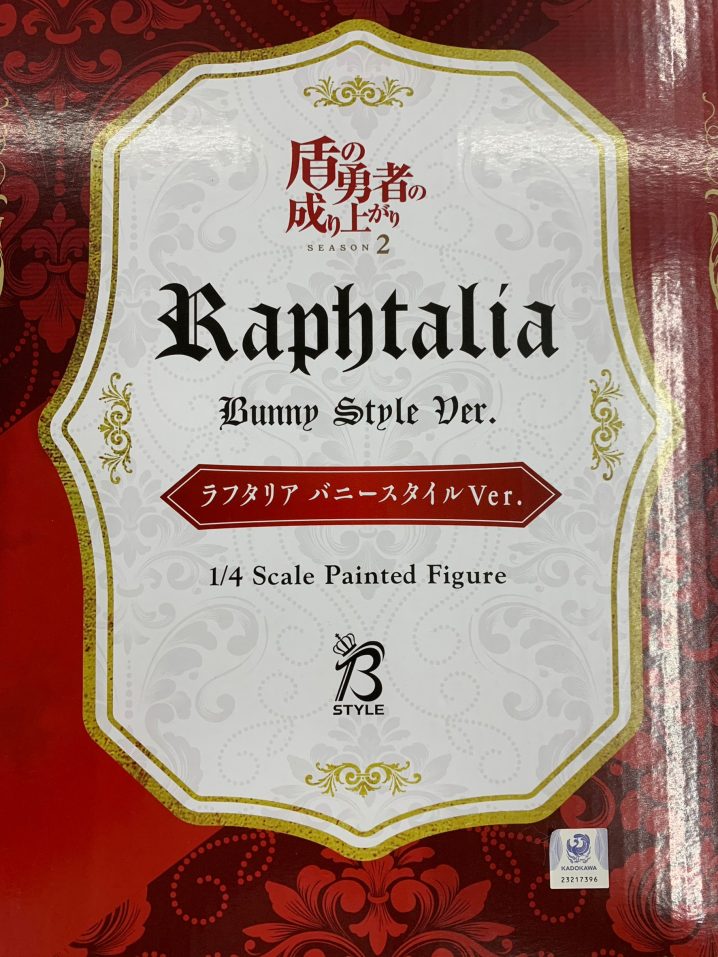 盾の勇者の
成り上がり
SEASON 2
Raphtalia
Bunny Style Ver.
ラフタリア バニースタイルVer.
1/4 Scale Painted Figure
B
STYLE
KADOKAWA
23217396